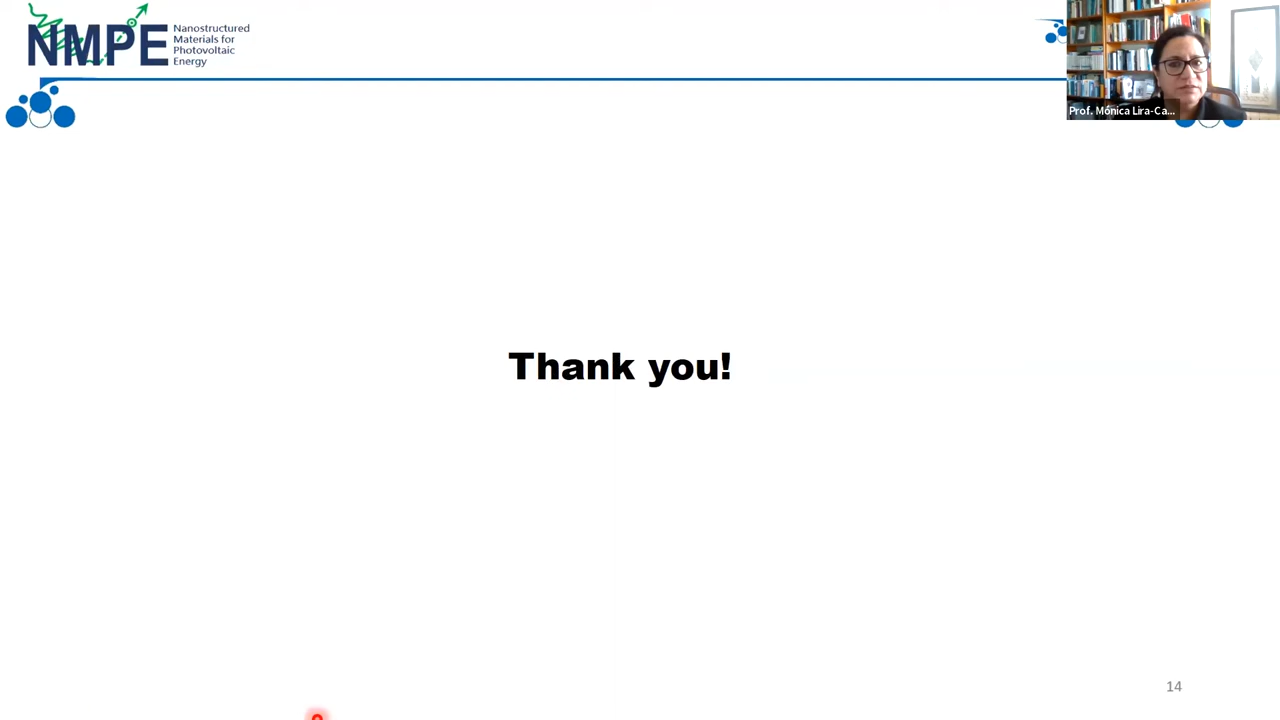 NMPE
Nanostructured
Materials for
Photovoltaic
Energy
Prof. Mónica Lira-Ca...
Thank you!
14